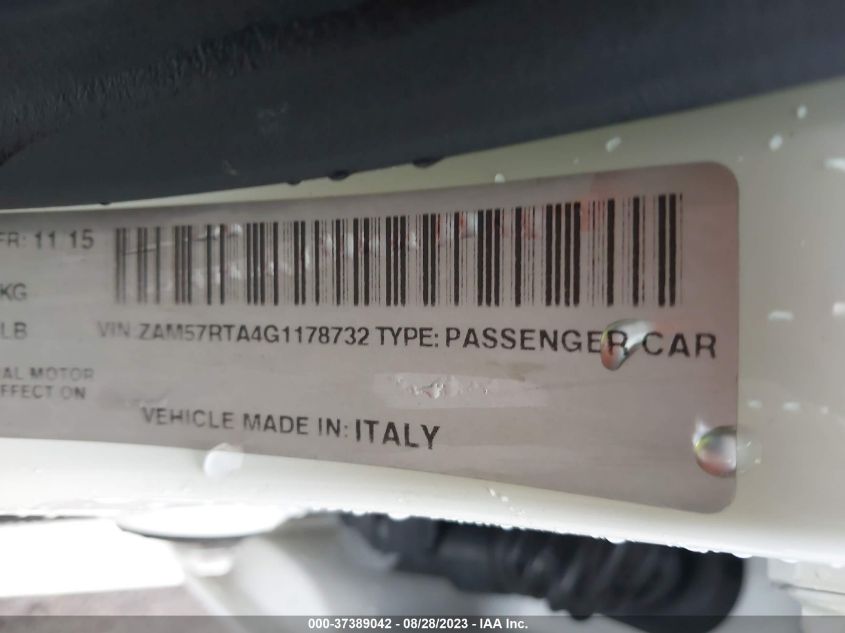 FR: 11 15
KG
LB
VIN: ZAM57RTA4G1178732 TYPE: PASSENGER CAR
AL MOTOR
FFECT ON
VEHICLE MADE IN: ITALY
000-37389042 - 08/28/2023 - IAA Inc.